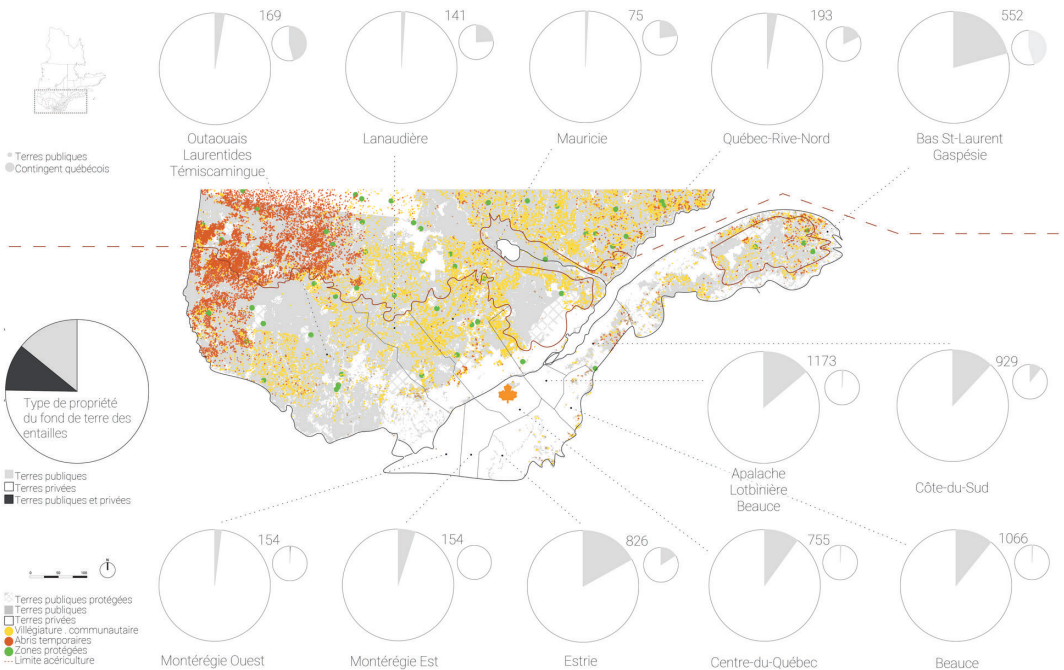 169
141
75
193
552
Terres publiques
Contingent québécois
Outaouais
Laurentides
Témiscamingue
Lanaudière
Mauricie
Québec-Rive-Nord
Bas St-Laurent
Gaspésie
Type de propriété
du fond de terre des
entailles
Terres publiques
Terres privées
Terres publiques et privées
1173
929
Apalache
Lotbinière
Beauce
Côte-du-Sud
154
154
826
755
1066
N
0 50 100
Terres publiques protégées
Terres publiques
Terres privées
Villégiature . communautaire
Abris temporaires
Zones protégées
Limite acériculture
Montérégie Ouest
Montérégie Est
Estrie
Centre-du-Québec
Beauce